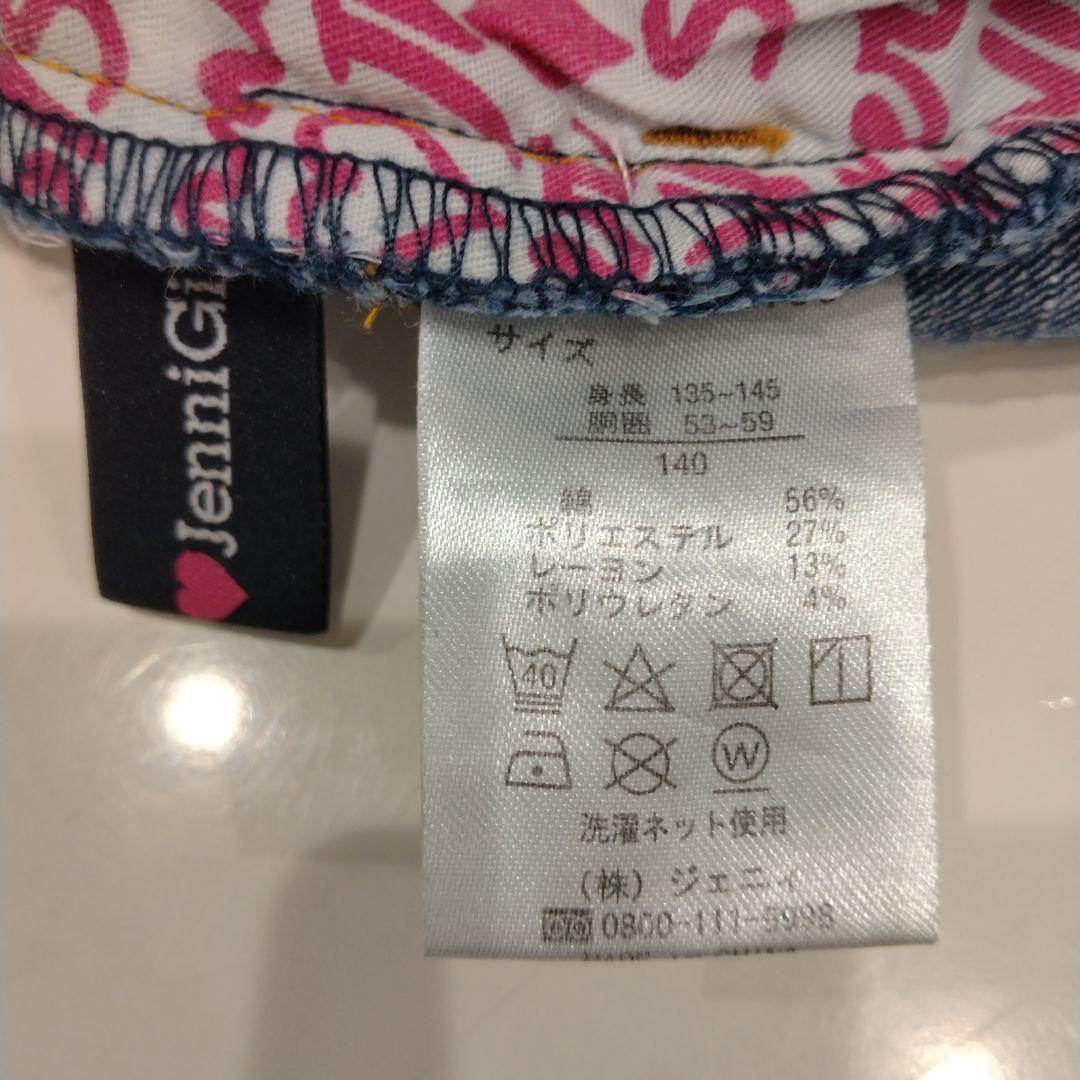 JenniGi
サイズ
身長 135~145
胴囲 53~59
140
綿 56%
ポリエステル 27%
レーヨン 13%
ポリウレタン 4%
40
W
洗濯ネット使用
(株) ジェニィ
0800-111-5988